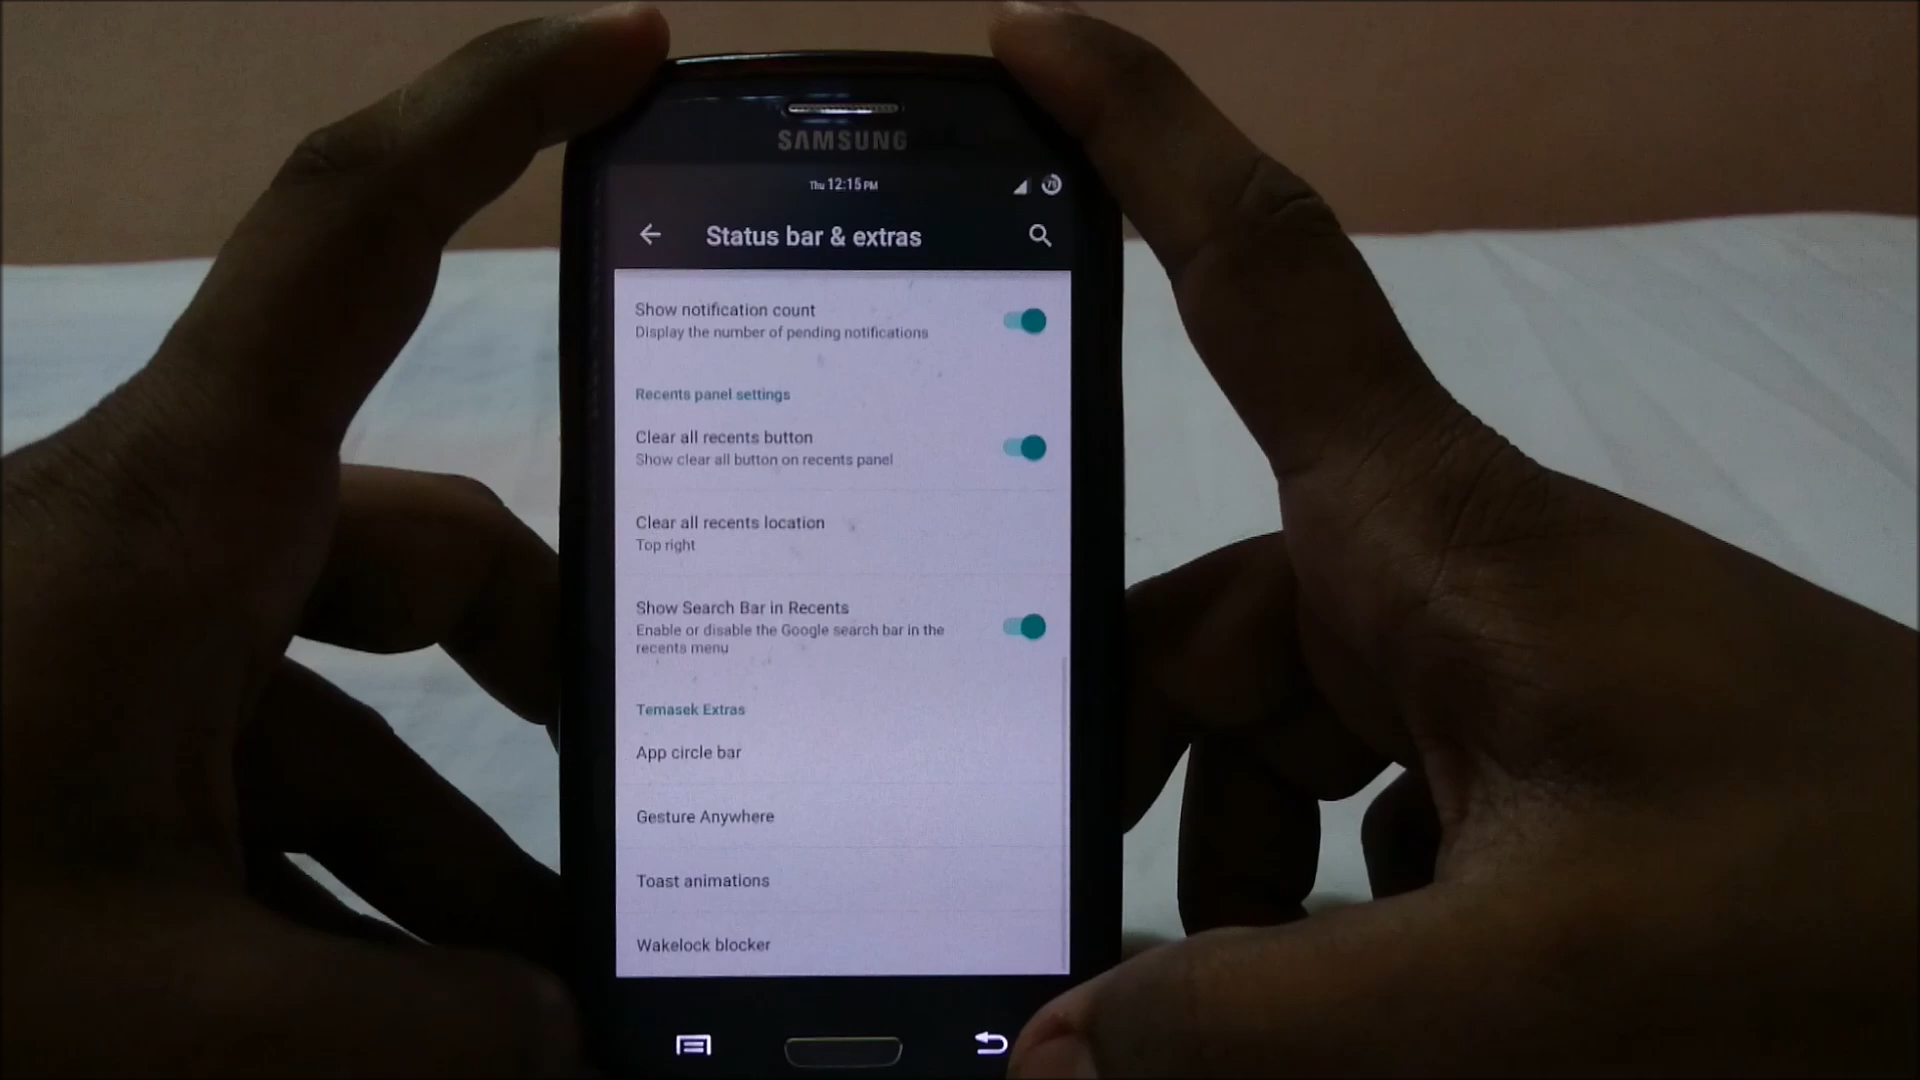 SAMSUNG
Thu 12:15 PM
Status bar & extras
Show notification count
Display the number of pending notifications
Recents panel settings
Clear all recents button
Show clear all button on recents panel
Clear all recents location
Top right
Show Search Bar in Recents
Enable or disable the Google search bar in the
recents menu
Temasek Extras
App circle bar
Gesture Anywhere
Toast animations
Wakelock blocker